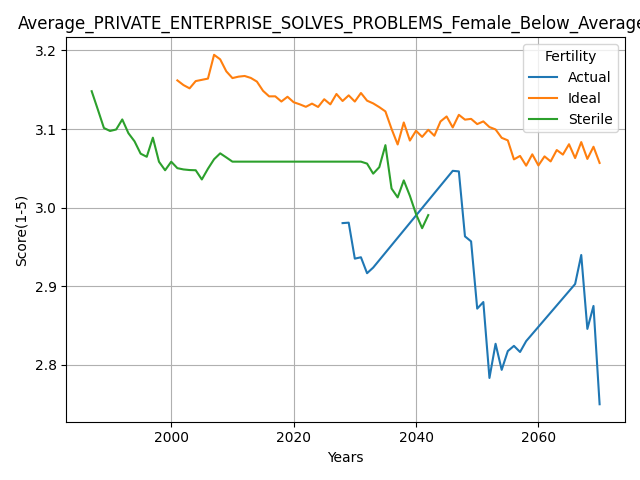 Average_PRIVATE_ENTERPRISE_SOLVES_PROBLEMS_Female_Below_Average
Fertility
Actual
Ideal
Sterile
3.2
3.1
3.0
2.9
2.8
Score(1-5)
2000 2020 2040 2060
Years